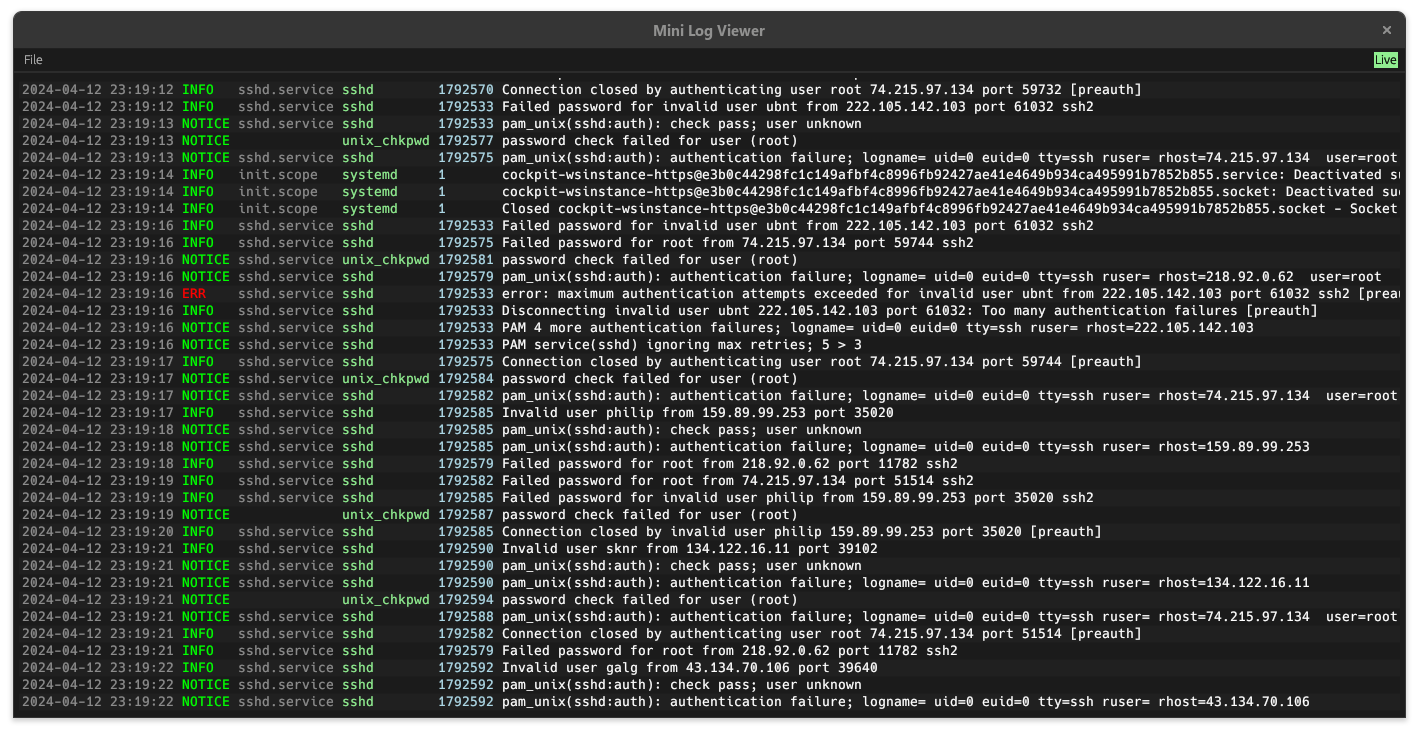 Mini Log Viewer ×
File Live
2024-04-12 23:19:12 INFO sshd.service sshd 1792570 Connection closed by authenticating user root 74.215.97.134 port 59732 [preauth]
2024-04-12 23:19:12 INFO sshd.service sshd 1792533 Failed password for invalid user ubnt from 222.105.142.103 port 61032 ssh2
2024-04-12 23:19:13 NOTICE sshd.service sshd 1792533 pam_unix(sshd:auth): check pass; user unknown
2024-04-12 23:19:13 NOTICE unix_chkpwd 1792577 password check failed for user (root)
2024-04-12 23:19:13 NOTICE sshd.service sshd 1792575 pam_unix(sshd:auth): authentication failure; logname= uid=0 euid=0 tty=ssh ruser= rhost=74.215.97.134 user=root
2024-04-12 23:19:14 INFO init.scope systemd 1 cockpit-wsinstance-https@e3b0c44298fc1c149afbf4c8996fb92427ae41e4649b934ca495991b7852b855.service: Deactivated su
2024-04-12 23:19:14 INFO init.scope systemd 1 cockpit-wsinstance-https@e3b0c44298fc1c149afbf4c8996fb92427ae41e4649b934ca495991b7852b855.socket: Deactivated suc
2024-04-12 23:19:14 INFO init.scope systemd 1 Closed cockpit-wsinstance-https@e3b0c44298fc1c149afbf4c8996fb92427ae41e4649b934ca495991b7852b855.socket - Socket
2024-04-12 23:19:16 INFO sshd.service sshd 1792533 Failed password for invalid user ubnt from 222.105.142.103 port 61032 ssh2
2024-04-12 23:19:16 INFO sshd.service sshd 1792575 Failed password for root from 74.215.97.134 port 59744 ssh2
2024-04-12 23:19:16 NOTICE sshd.service unix_chkpwd 1792581 password check failed for user (root)
2024-04-12 23:19:16 NOTICE sshd.service sshd 1792579 pam_unix(sshd:auth): authentication failure; logname= uid=0 euid=0 tty=ssh ruser= rhost=218.92.0.62 user=root
2024-04-12 23:19:16 ERR sshd.service sshd 1792533 error: maximum authentication attempts exceeded for invalid user ubnt from 222.105.142.103 port 61032 ssh2 [prea
2024-04-12 23:19:16 INFO sshd.service sshd 1792533 Disconnecting invalid user ubnt 222.105.142.103 port 61032: Too many authentication failures [preauth]
2024-04-12 23:19:16 NOTICE sshd.service sshd 1792533 PAM 4 more authentication failures; logname= uid=0 euid=0 tty=ssh ruser= rhost=222.105.142.103
2024-04-12 23:19:16 NOTICE sshd.service sshd 1792533 PAM service(sshd) ignoring max retries; 5 > 3
2024-04-12 23:19:17 INFO sshd.service sshd 1792575 Connection closed by authenticating user root 74.215.97.134 port 59744 [preauth]
2024-04-12 23:19:17 NOTICE sshd.service unix_chkpwd 1792584 password check failed for user (root)
2024-04-12 23:19:17 NOTICE sshd.service sshd 1792582 pam_unix(sshd:auth): authentication failure; logname= uid=0 euid=0 tty=ssh ruser= rhost=74.215.97.134 user=root
2024-04-12 23:19:17 INFO sshd.service sshd 1792585 Invalid user philip from 159.89.99.253 port 35020
2024-04-12 23:19:18 NOTICE sshd.service sshd 1792585 pam_unix(sshd:auth): check pass; user unknown
2024-04-12 23:19:18 NOTICE sshd.service sshd 1792585 pam_unix(sshd:auth): authentication failure; logname= uid=0 euid=0 tty=ssh ruser= rhost=159.89.99.253
2024-04-12 23:19:18 INFO sshd.service sshd 1792579 Failed password for root from 218.92.0.62 port 11782 ssh2
2024-04-12 23:19:19 INFO sshd.service sshd 1792582 Failed password for root from 74.215.97.134 port 51514 ssh2
2024-04-12 23:19:19 INFO sshd.service sshd 1792585 Failed password for invalid user philip from 159.89.99.253 port 35020 ssh2
2024-04-12 23:19:19 NOTICE unix_chkpwd 1792587 password check failed for user (root)
2024-04-12 23:19:20 INFO sshd.service sshd 1792585 Connection closed by invalid user philip 159.89.99.253 port 35020 [preauth]
2024-04-12 23:19:21 INFO sshd.service sshd 1792590 Invalid user sknr from 134.122.16.11 port 39102
2024-04-12 23:19:21 NOTICE sshd.service sshd 1792590 pam_unix(sshd:auth): check pass; user unknown
2024-04-12 23:19:21 NOTICE sshd.service sshd 1792590 pam_unix(sshd:auth): authentication failure; logname= uid=0 euid=0 tty=ssh ruser= rhost=134.122.16.11
2024-04-12 23:19:21 NOTICE unix_chkpwd 1792594 password check failed for user (root)
2024-04-12 23:19:21 NOTICE sshd.service sshd 1792588 pam_unix(sshd:auth): authentication failure; logname= uid=0 euid=0 tty=ssh ruser= rhost=74.215.97.134 user=root
2024-04-12 23:19:21 INFO sshd.service sshd 1792582 Connection closed by authenticating user root 74.215.97.134 port 51514 [preauth]
2024-04-12 23:19:21 INFO sshd.service sshd 1792579 Failed password for root from 218.92.0.62 port 11782 ssh2
2024-04-12 23:19:22 INFO sshd.service sshd 1792592 Invalid user galg from 43.134.70.106 port 39640
2024-04-12 23:19:22 NOTICE sshd.service sshd 1792592 pam_unix(sshd:auth): check pass; user unknown
2024-04-12 23:19:22 NOTICE sshd.service sshd 1792592 pam_unix(sshd:auth): authentication failure; logname= uid=0 euid=0 tty=ssh ruser= rhost=43.134.70.106